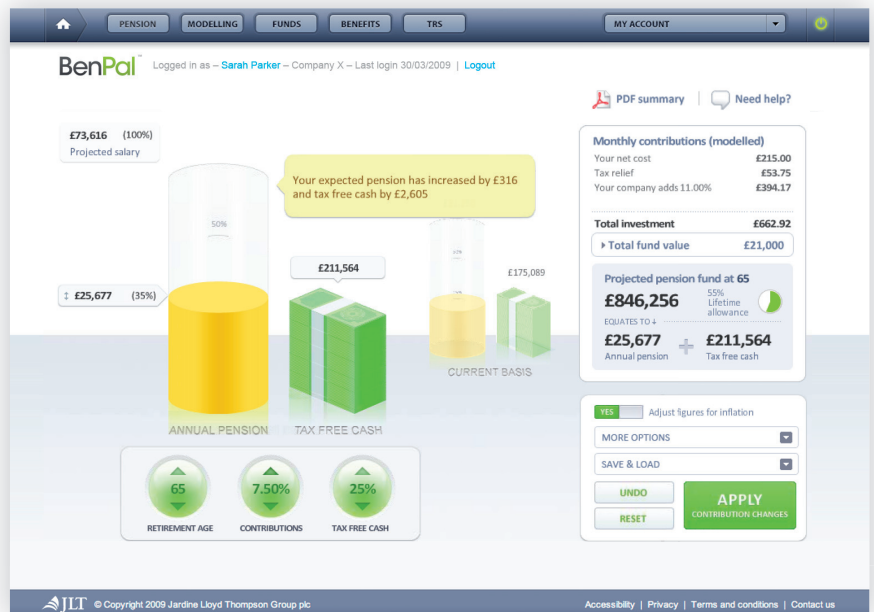 PENSION
MODELLING
FUNDS
BENEFITS
TRS
MY ACCOUNT
BenPal™
Logged in as – Sarah Parker – Company X – Last login 30/03/2009 | Logout
PDF summary
Need help?
£73,616 (100%)
Projected salary
Your expected pension has increased by £316
and tax free cash by £2,605
50%
£211,564
£175,089
£25,677 (35%)
CURRENT BASIS
ANNUAL PENSION
TAX FREE CASH
65
RETIREMENT AGE
7.50%
CONTRIBUTIONS
25%
TAX FREE CASH
Monthly contributions (modelled)
Your net cost £215.00
Tax relief £53.75
Your company adds 11.00% £394.17
Total investment £662.92
Total fund value £21,000
Projected pension fund at 65
£846,256
55%
Lifetime
allowance
EQUATES TO ↓
£25,677 + £211,564
Annual pension Tax free cash
YES Adjust figures for inflation
MORE OPTIONS
SAVE & LOAD
UNDO
RESET
APPLY
CONTRIBUTION CHANGES
JLT © Copyright 2009 Jardine Lloyd Thompson Group plc
Accessibility | Privacy | Terms and conditions | Contact us